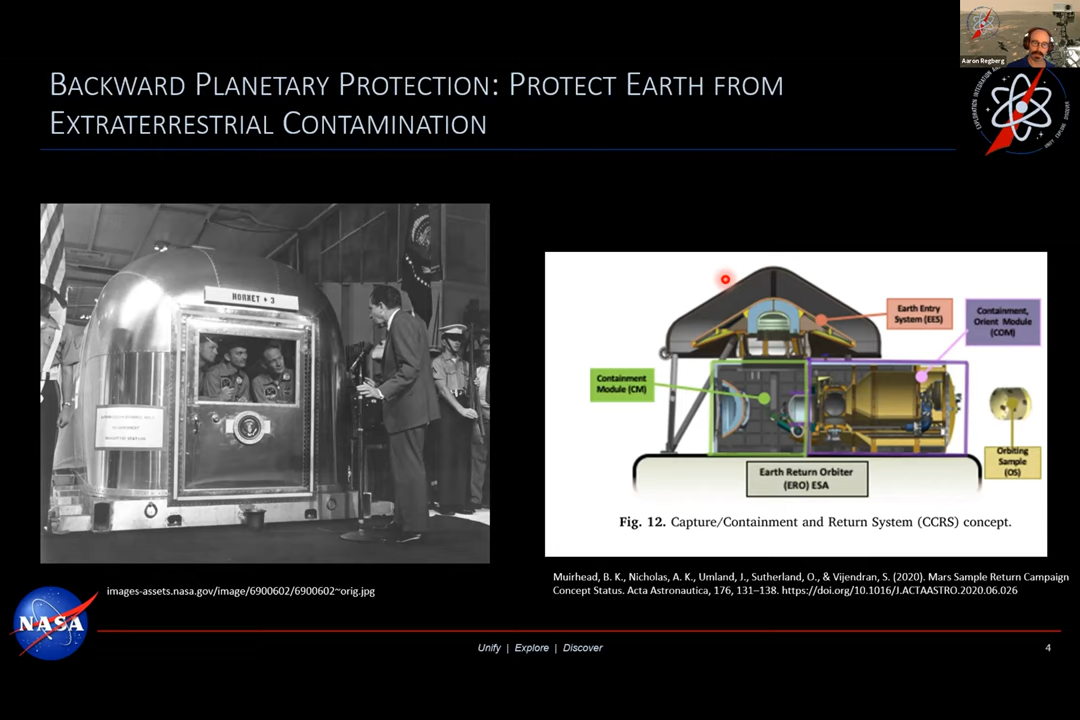 BACKWARD PLANETARY PROTECTION: PROTECT EARTH FROM
EXTRATERRESTRIAL CONTAMINATION
Aaron Regberg
UNIFY EXPLORE DISCOVER
HORNET + 3
Earth Entry
System (EES)
Containment,
Orient Module
(COM)
Containment
Module (CM)
Orbiting
Sample
(OS)
Earth Return Orbiter
(ERO) ESA
Fig. 12. Capture/Containment and Return System (CCRS) concept.
images-assets.nasa.gov/image/6900602/6900602~orig.jpg
Muirhead, B. K., Nicholas, A. K., Umland, J., Sutherland, O., & Vijendran, S. (2020). Mars Sample Return Campaign
Concept Status. Acta Astronautica, 176, 131–138. https://doi.org/10.1016/J.ACTAASTRO.2020.06.026
NASA
Unify | Explore | Discover
4